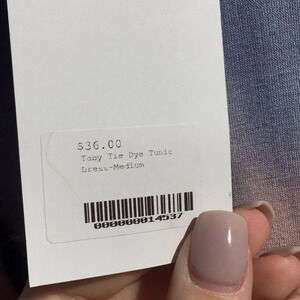 $36.00
Tacy Tie Dye Tunic
Dress-Medium
000000014537